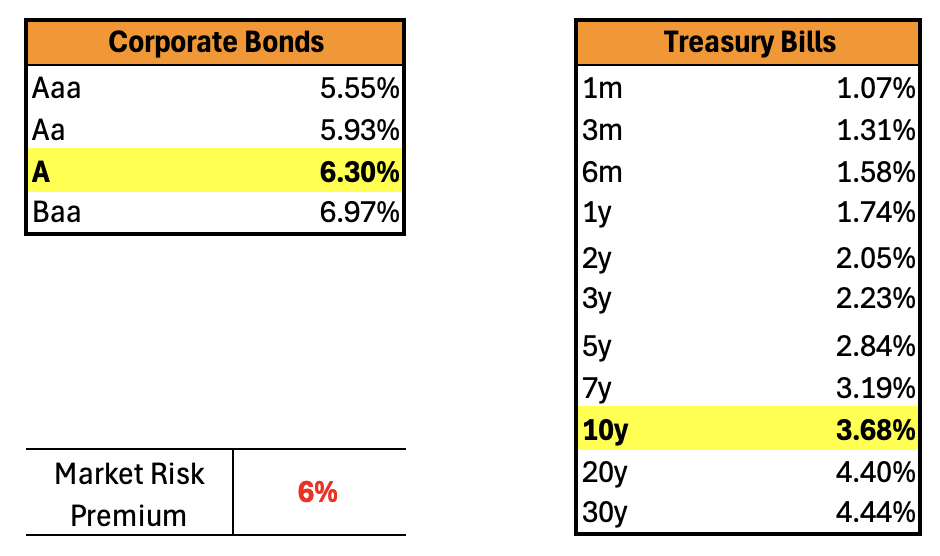 Corporate Bonds
Aaa 5.55%
Aa 5.93%
A 6.30%
Baa 6.97%
Market Risk
Premium
6%
Treasury Bills
1m 1.07%
3m 1.31%
6m 1.58%
1y 1.74%
2y 2.05%
3y 2.23%
5y 2.84%
7y 3.19%
10y 3.68%
20y 4.40%
30y 4.44%